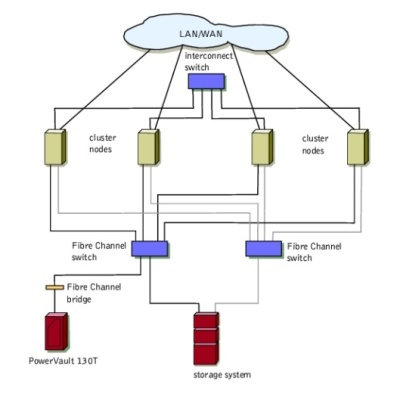 LAN/WAN
interconnect
switch
cluster
nodes
cluster
nodes
Fibre Channel
switch
Fibre Channel
switch
Fibre Channel
bridge
PowerVault 130T
storage system